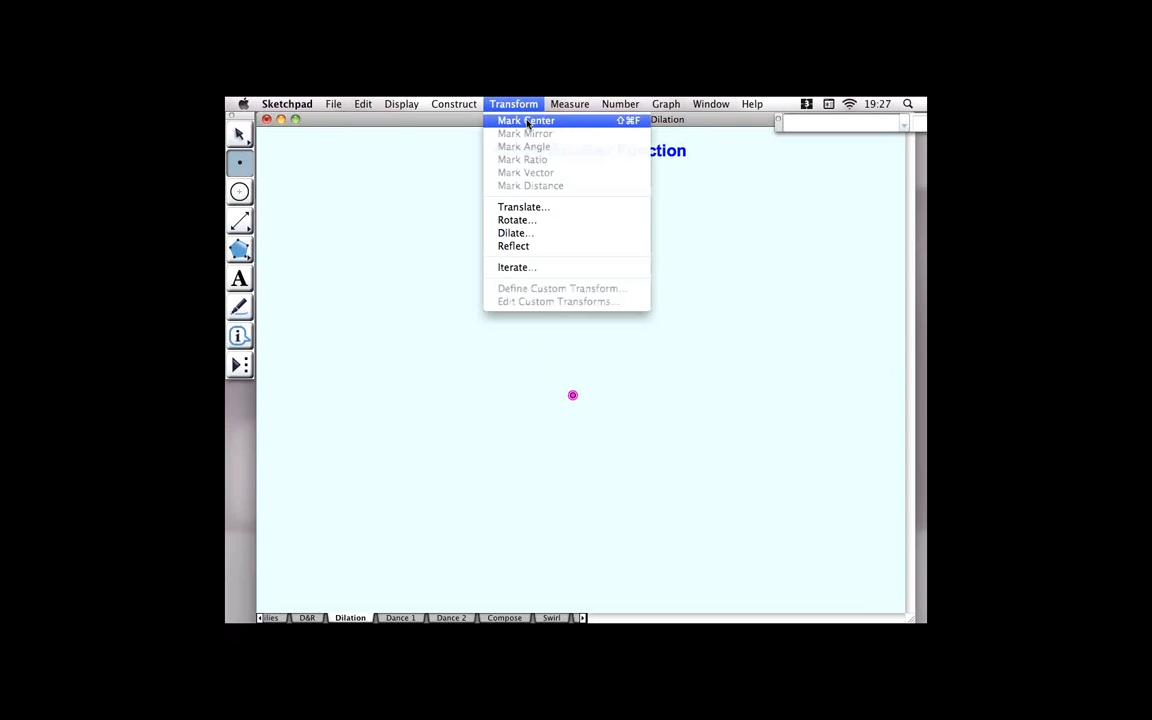 Sketchpad File Edit Display Construct Transform Measure Number Graph Window Help 19:27
Dilation
Mark Center ⇧⌘F
Mark Mirror
Mark Angle
Mark Ratio
Mark Vector
Mark Distance
Translate...
Rotate...
Dilate...
Reflect
Iterate...
Define Custom Transform...
Edit Custom Transforms...
Function
A
i
ilies D&R Dilation Dance 1 Dance 2 Compose Swirl